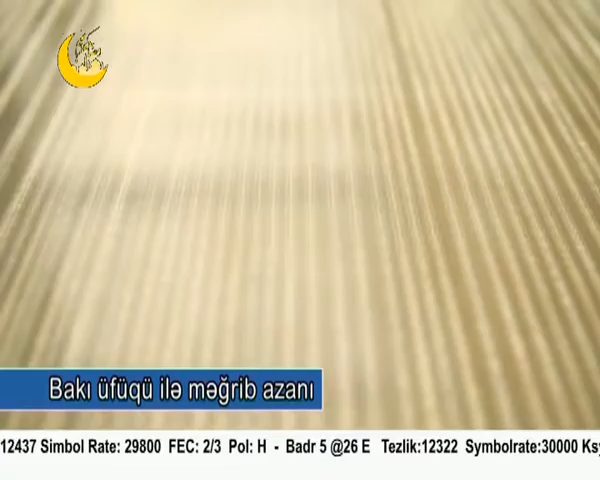 Bakı üfüqü ilə məğrib azanı
12437 Simbol Rate: 29800 FEC: 2/3 Pol: H - Badr 5 @26 E Tezlik:12322 Symbolrate:30000